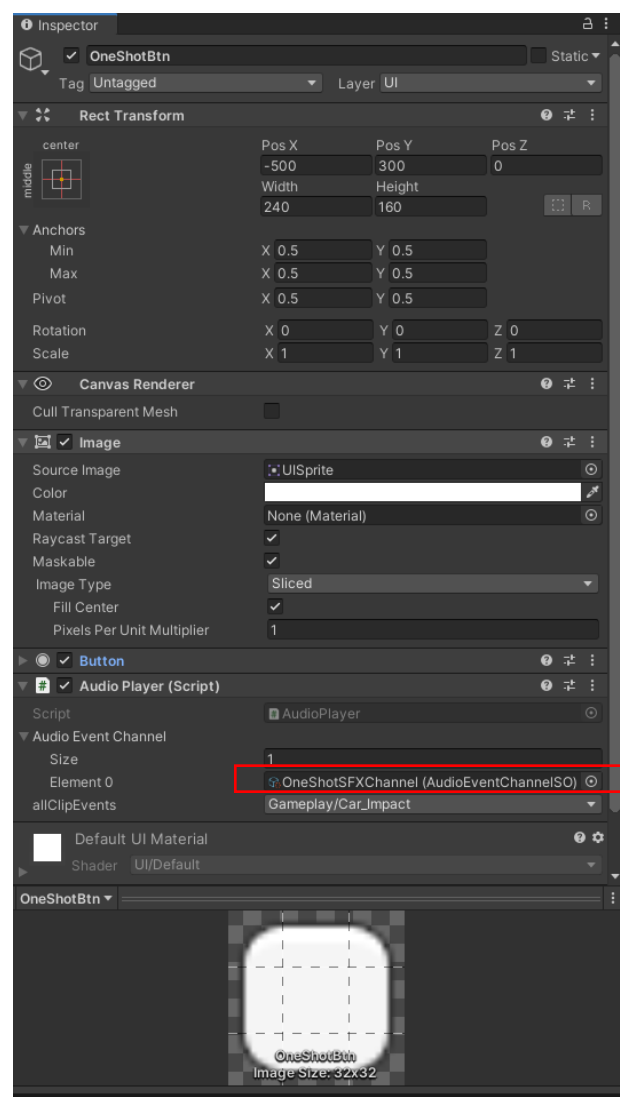 Inspector
OneShotBtn Static
Tag Untagged Layer UI
Rect Transform
center Pos X Pos Y Pos Z
middle -500 300 0
Width Height
240 160 R
Anchors
Min X 0.5 Y 0.5
Max X 0.5 Y 0.5
Pivot X 0.5 Y 0.5
Rotation X 0 Y 0 Z 0
Scale X 1 Y 1 Z 1
Canvas Renderer
Cull Transparent Mesh
Image
Source Image UISprite
Color
Material None (Material)
Raycast Target
Maskable
Image Type Sliced
Fill Center
Pixels Per Unit Multiplier 1
Button
# Audio Player (Script)
Script AudioPlayer
Audio Event Channel
Size 1
Element 0 OneShotSFXChannel (AudioEventChannelSO)
allClipEvents Gameplay/Car_Impact
Default UI Material
Shader UI/Default
OneShotBtn
OneShotBtn
Image Size: 32x32